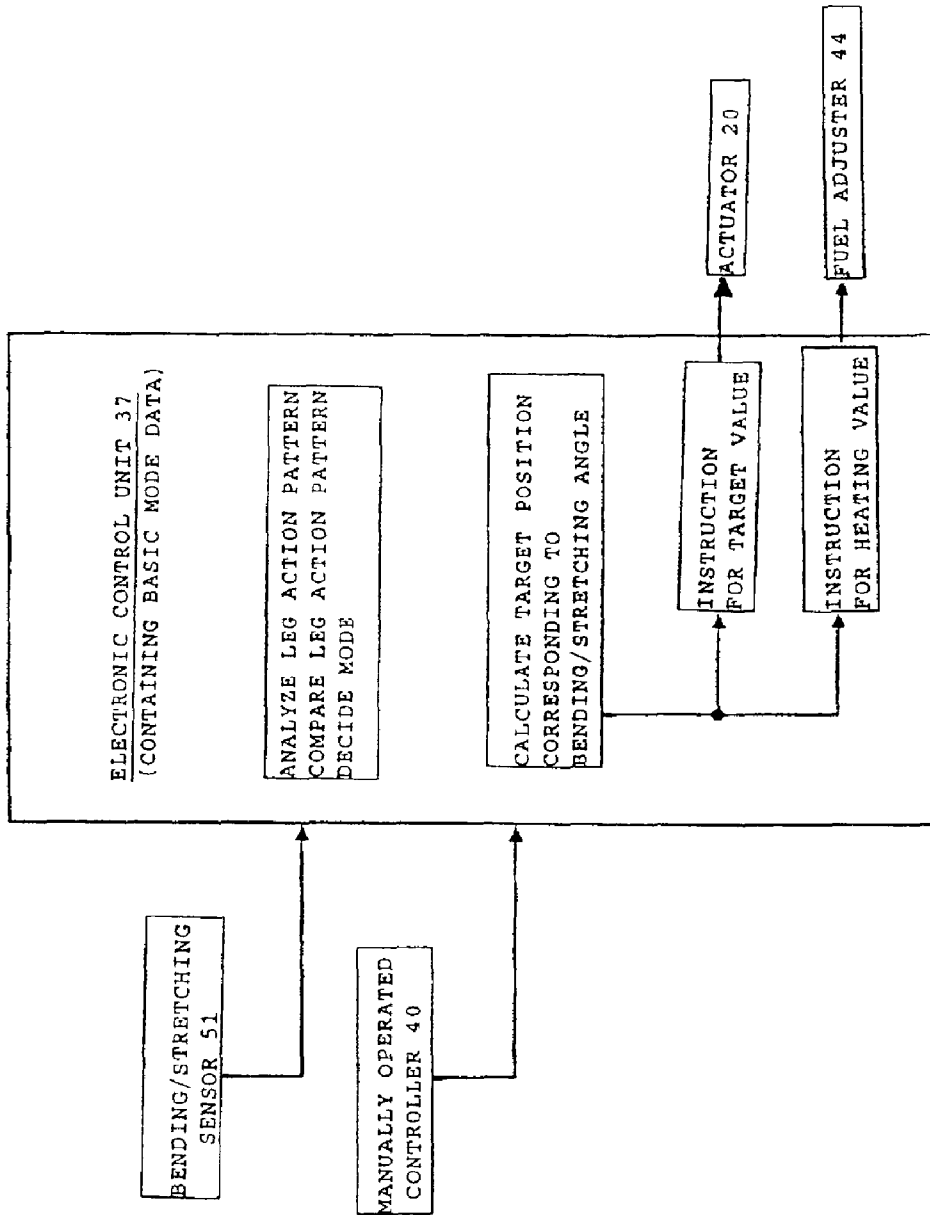 BENDING/STRETCHING
SENSOR 51
MANUALLY OPERATED
CONTROLLER 40
ELECTRONIC CONTROL UNIT 37
(CONTAINING BASIC MODE DATA)
ANALYZE LEG ACTION PATTERN
COMPARE LEG ACTION PATTERN
DECIDE MODE
CALCULATE TARGET POSITION
CORRESPONDING TO
BENDING/STRETCHING ANGLE
INSTRUCTION
FOR TARGET VALUE
INSTRUCTION
FOR HEATING VALUE
ACTUATOR 20
FUEL ADJUSTER 44